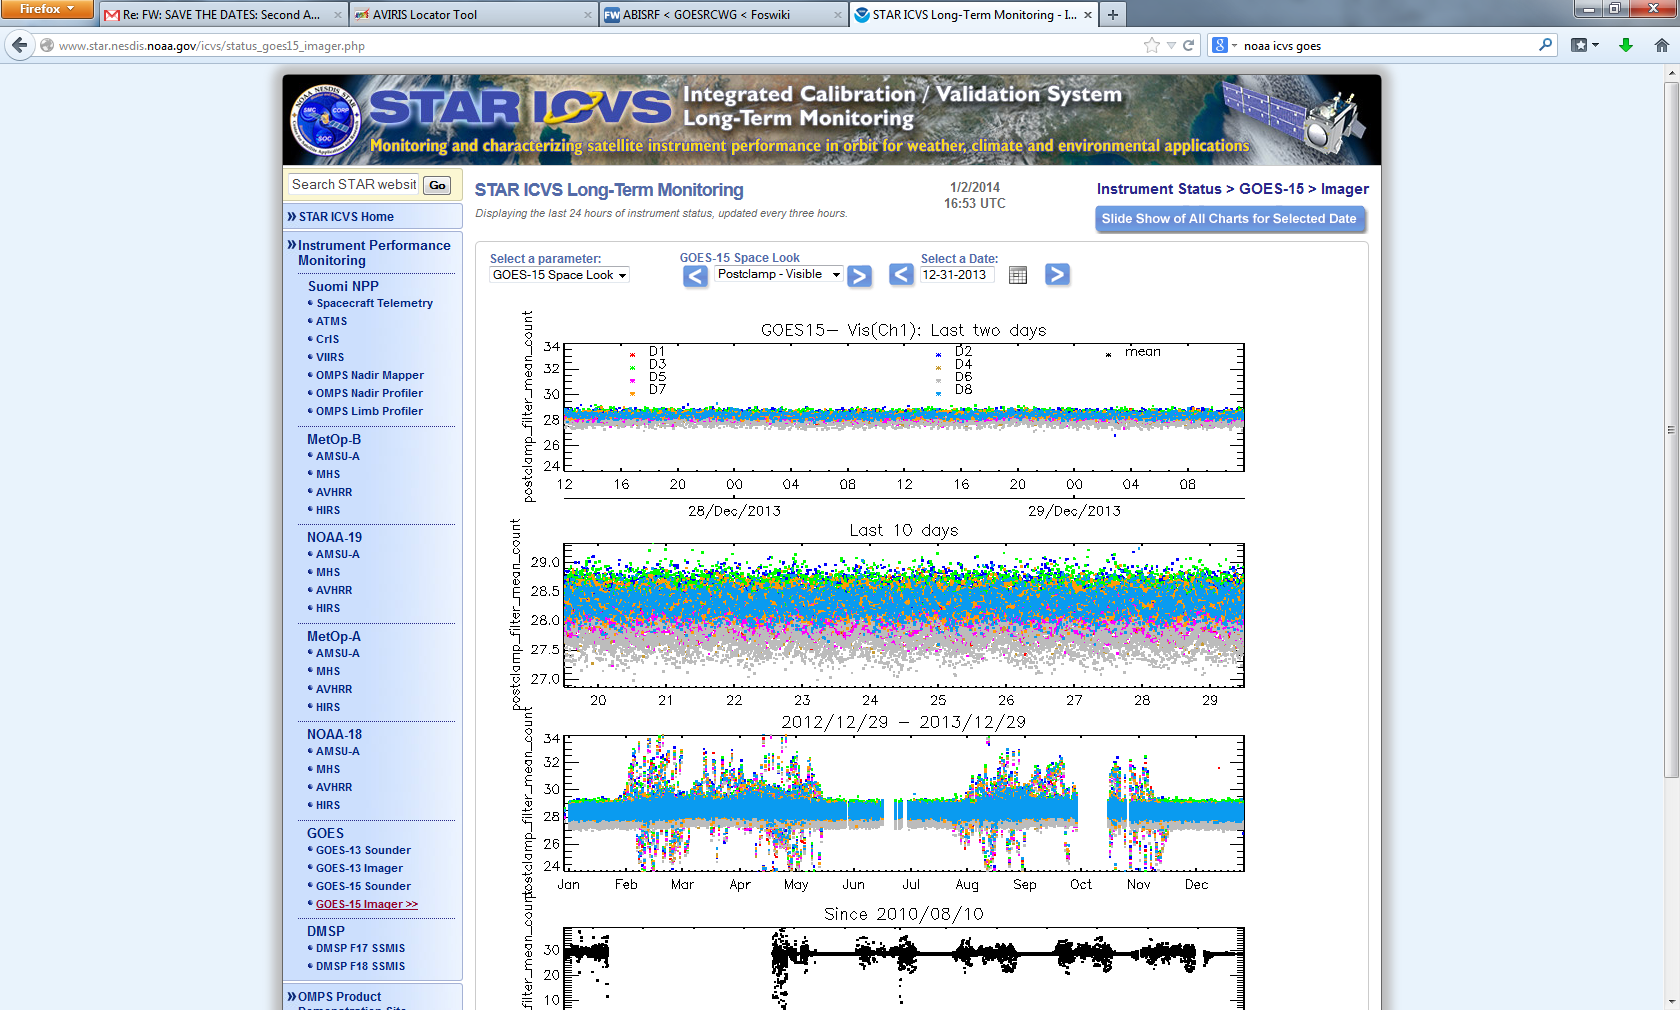 Firefox
Re: FW: SAVE THE DATES: Second A...
AVIRIS Locator Tool
ABISRF < GOESRCWG < Foswiki
STAR ICVS Long-Term Monitoring - I...
www.star.nesdis.noaa.gov/icvs/status_goes15_imager.php
noaa icvs goes
STAR ICVS
Integrated Calibration / Validation System
Long-Term Monitoring
Monitoring and characterizing satellite instrument performance in orbit for weather, climate and environmental applications
Search STAR websit
Go
STAR ICVS Home
Instrument Performance
Monitoring
Suomi NPP
Spacecraft Telemetry
ATMS
CrIS
VIIRS
OMPS Nadir Mapper
OMPS Nadir Profiler
OMPS Limb Profiler
MetOp-B
AMSU-A
MHS
AVHRR
HIRS
NOAA-19
AMSU-A
MHS
AVHRR
HIRS
MetOp-A
AMSU-A
MHS
AVHRR
HIRS
NOAA-18
AMSU-A
MHS
AVHRR
HIRS
GOES
GOES-13 Sounder
GOES-13 Imager
GOES-15 Sounder
GOES-15 Imager >>
DMSP
DMSP F17 SSMIS
DMSP F18 SSMIS
OMPS Product
STAR ICVS Long-Term Monitoring
Displaying the last 24 hours of instrument status, updated every three hours.
1/2/2014
16:53 UTC
Instrument Status > GOES-15 > Imager
Slide Show of All Charts for Selected Date
Select a parameter:
GOES-15 Space Look
GOES-15 Space Look
< Postclamp - Visible >
Select a Date:
< 12-31-2013 >
GOES15- Vis(Ch1): Last two days
postclamp_filter_mean_count
34
32
30
28
26
24
D1 D2 mean
D3 D4
D5 D6
D7 D8
12 16 20 00 04 08 12 16 20 00 04 08
28/Dec/2013 29/Dec/2013
Last 10 days
postclamp_filter_mean_count
29.0
28.5
28.0
27.5
27.0
20 21 22 23 24 25 26 27 28 29
2012/12/29 - 2013/12/29
postclamp_filter_mean_count
34
32
30
28
26
24
Jan Feb Mar Apr May Jun Jul Aug Sep Oct Nov Dec
Since 2010/08/10
filter_mean_count
30
20
10